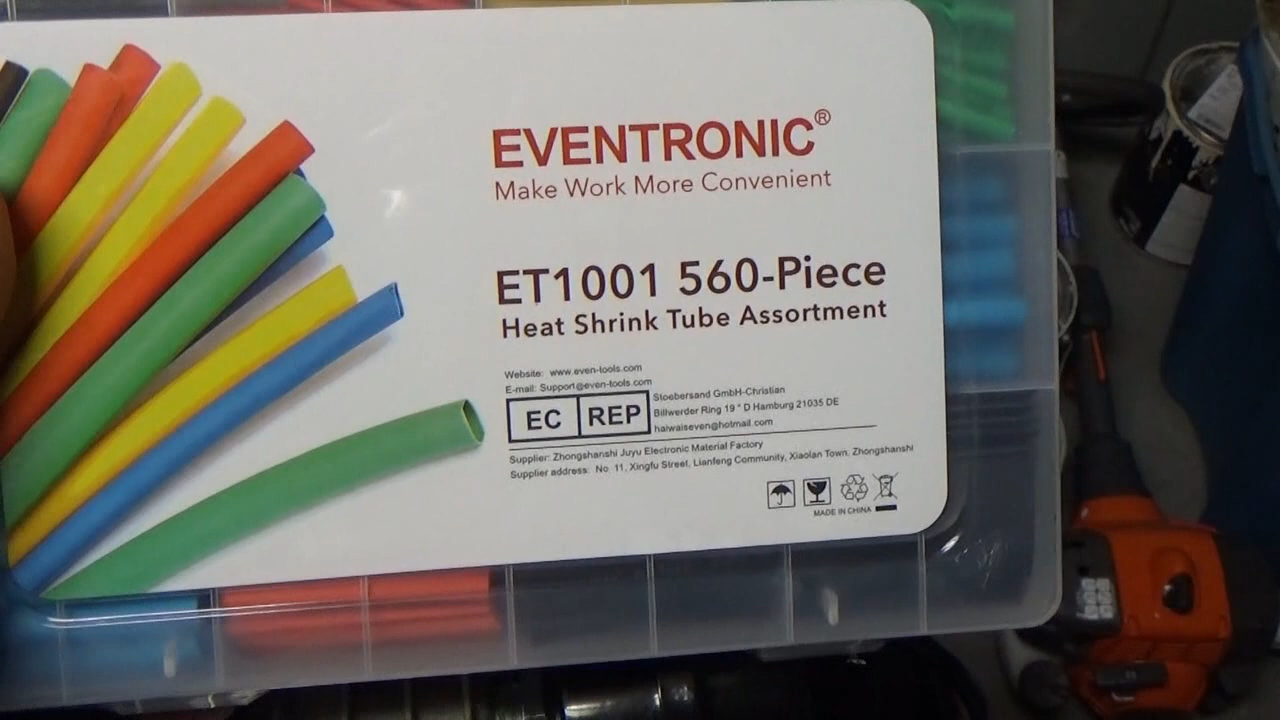 EVENTRONIC®
Make Work More Convenient
ET1001 560-Piece
Heat Shrink Tube Assortment
Website: www.even-tools.com
E-mail: Support@even-tools.com
EC REP
Stoebersand GmbH-Christian
Billwerder Ring 19 " D Hamburg 21035 DE
haiwaiseven@hotmail.com
Supplier: Zhongshanshi Juyu Electronic Material Factory
Supplier address: No. 11, Xingfu Street, Lianfeng Community, Xiaolan Town, Zhongshanshi
MADE IN CHINA